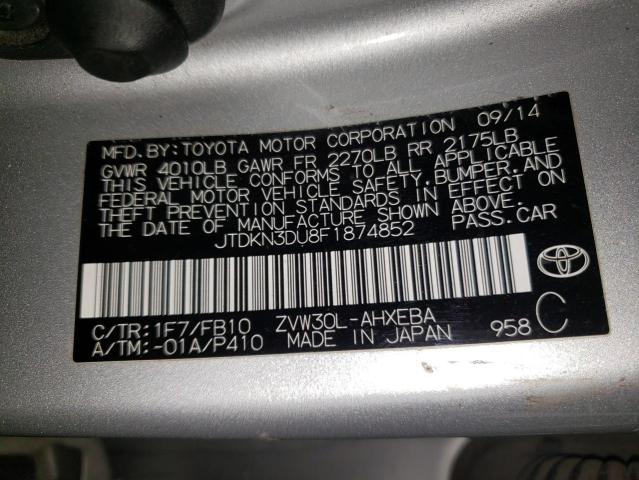 MFD. BY: TOYOTA MOTOR CORPORATION 09/14
GVWR 4010LB GAWR FR 2270LB RR 2175LB
THIS VEHICLE CONFORMS TO ALL APPLICABLE
FEDERAL MOTOR VEHICLE SAFETY, BUMPER, AND
THEFT PREVENTION STANDARDS IN EFFECT ON
THE DATE OF MANUFACTURE SHOWN ABOVE.
JTDKN3DU8F1874852 PASS. CAR
C/TR: 1F7/FB10 ZVW30L-AHXEBA
A/TM: -01A/P410 MADE IN JAPAN 958 C